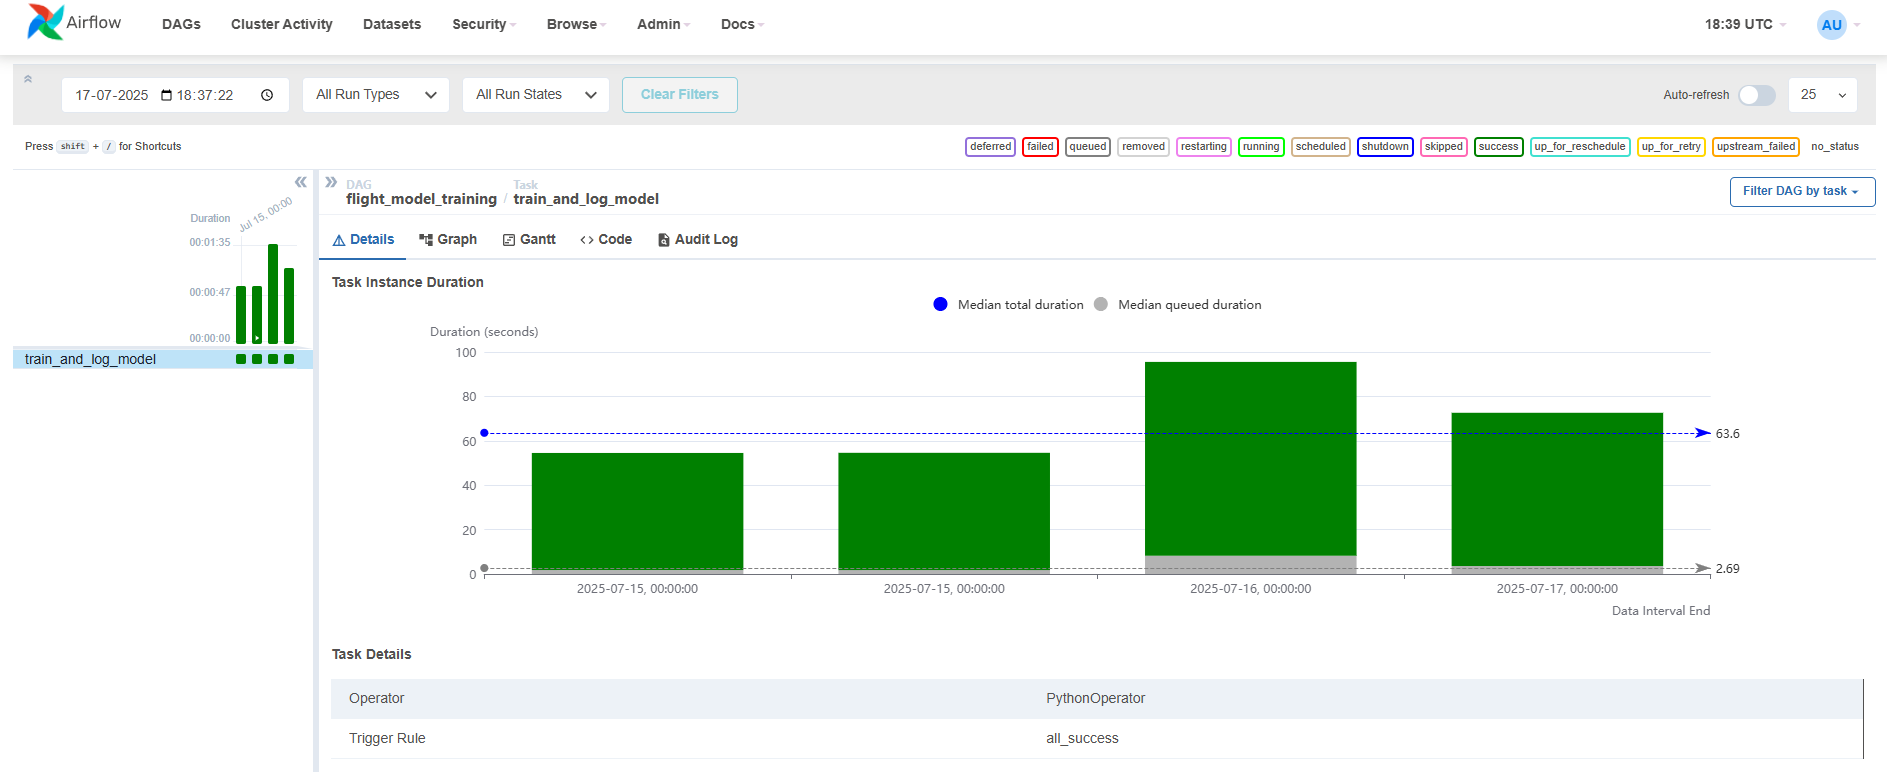 Airflow DAGs Cluster Activity Datasets Security Browse Admin Docs 18:39 UTC AU
17-07-2025 18:37:22 All Run Types All Run States Clear Filters Auto-refresh 25
Press shift + / for Shortcuts deferred failed queued removed restarting running scheduled shutdown skipped success up_for_reschedule up_for_retry upstream_failed no_status
Duration
Jul 15, 00:00
00:01:35
00:00:47
00:00:00
train_and_log_model
DAG Task
flight_model_training / train_and_log_model
Filter DAG by task
Details Graph Gantt <> Code Audit Log
Task Instance Duration
Median total duration Median queued duration
Duration (seconds)
100
80
60
40
20
0
63.6
2.69
2025-07-15, 00:00:00 2025-07-15, 00:00:00 2025-07-16, 00:00:00 2025-07-17, 00:00:00
Data Interval End
Task Details
Operator PythonOperator
Trigger Rule all_success